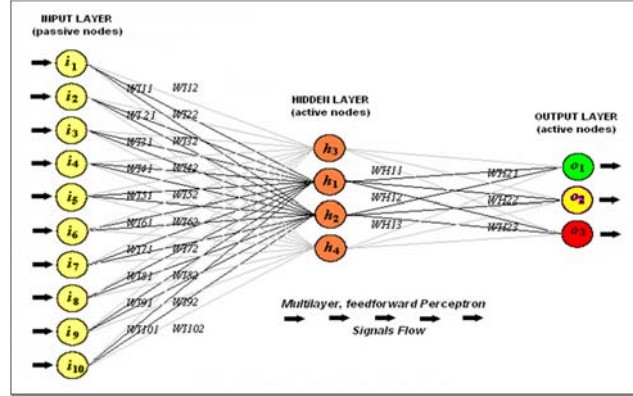 INPUT LAYER
(passive nodes)
HIDDEN LAYER
(active nodes)
OUTPUT LAYER
(active nodes)
i1
i2
i3
i4
i5
i6
i7
i8
i9
i10
WI11 WI12
WI21 WI22
WI31 WI32
WI41 WI42
WI51 WI52
WI61 WI62
WI71 WI72
WI81 WI82
WI91 WI92
WI101 WI102
h3
h1
h2
h4
WH11 WH21
WH12 WH22
WH13 WH23
o1
o2
o3
Multilayer, feedforward Perceptron
Signals Flow